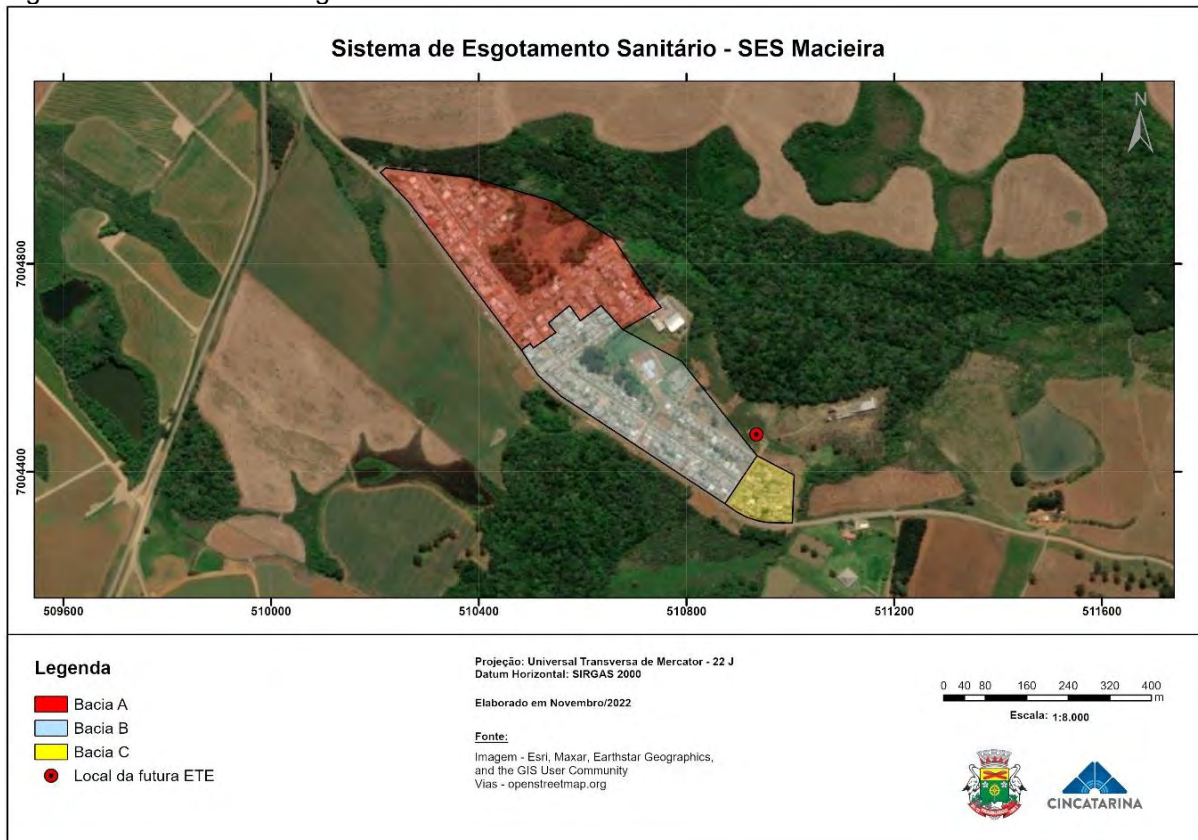 Sistema de Esgotamento Sanitário - SES Macieira
N
7004800
7004400
509600 510000 510400 510800 511200 511600
Legenda
Bacia A
Bacia B
Bacia C
Local da futura ETE
Projeção: Universal Transversa de Mercator - 22 J
Datum Horizontal: SIRGAS 2000
Elaborado em Novembro/2022
Fonte:
Imagem - Esri, Maxar, Earthstar Geographics,
and the GIS User Community
Vias - openstreetmap.org
0 40 80 160 240 320 400
m
Escala: 1:8.000
CINCATARINA